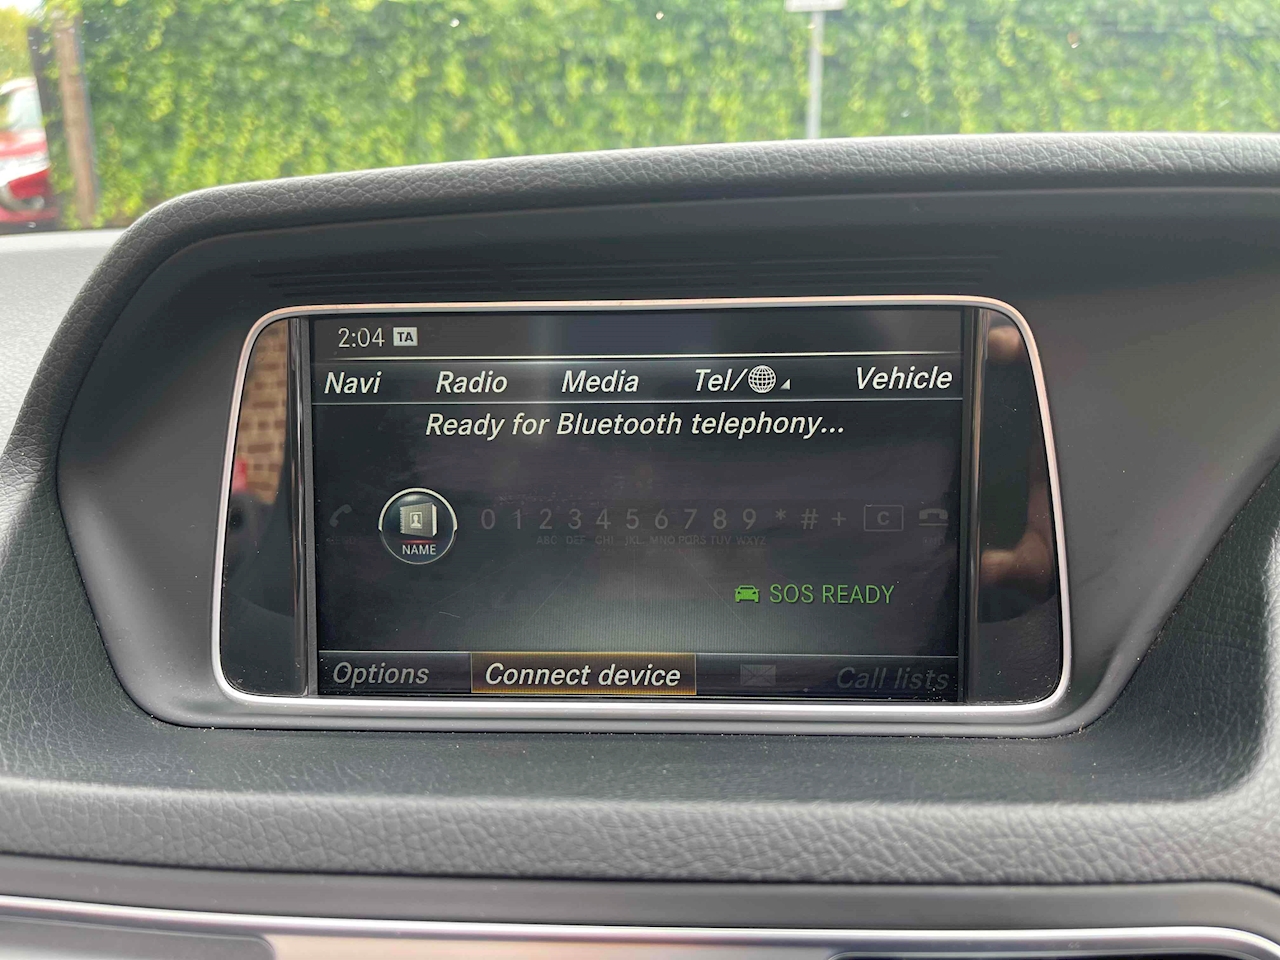 2:04 TA
Navi Radio Media Tel/ Vehicle
Ready for Bluetooth telephony...
NAME
0 1 2 3 4 5 6 7 8 9 * # + C
ABC DEF GHI JKL MNO PQRS TUV WXYZ
SOS READY
Options Connect device Call lists